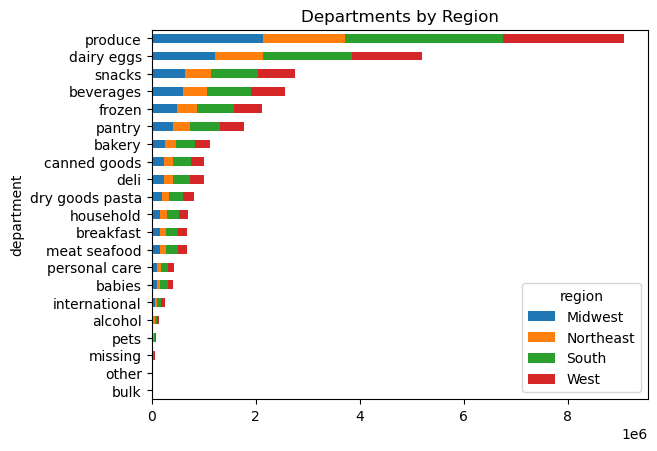 Departments by Region
department
produce
dairy eggs
snacks
beverages
frozen
pantry
bakery
canned goods
deli
dry goods pasta
household
breakfast
meat seafood
personal care
babies
international
alcohol
pets
missing
other
bulk
region
Midwest
Northeast
South
West
0 2 4 6 8
1e6